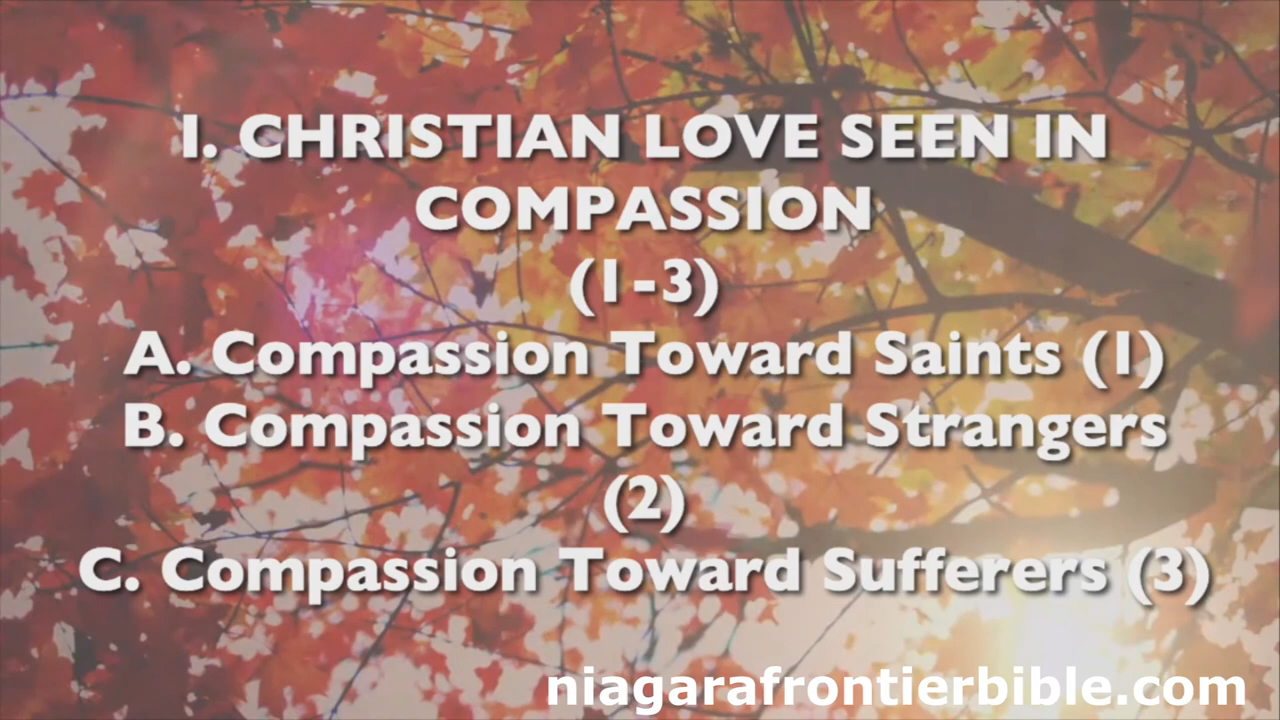 I. CHRISTIAN LOVE SEEN IN
COMPASSION
(1-3)
A. Compassion Toward Saints (1)
B. Compassion Toward Strangers
(2)
C. Compassion Toward Sufferers (3)
niagarafrontierbible.com